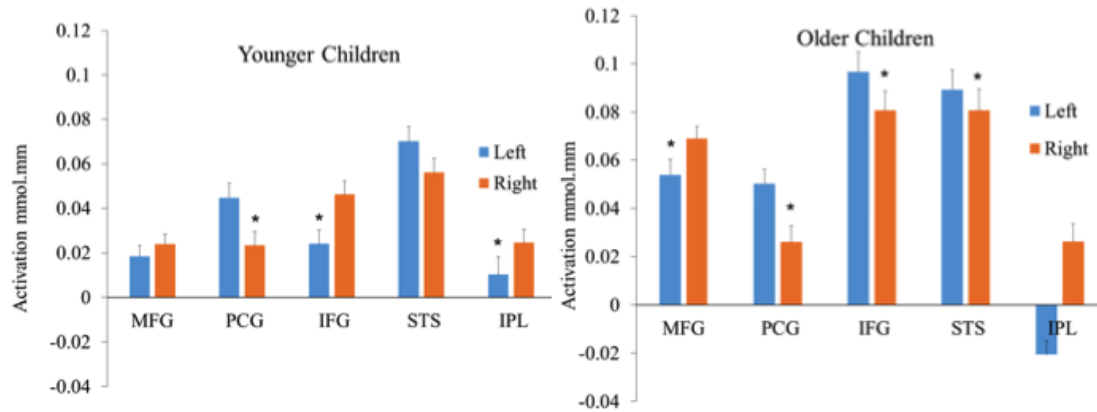 Younger Children
Activation mmol.mm
0.12
0.1
0.08
0.06
0.04
0.02
0
-0.02
-0.04
*
*
*
MFG PCG IFG STS IPL
Left
Right
Older Children
Activation mmol.mm
0.12
0.1
0.08
0.06
0.04
0.02
0
-0.02
-0.04
*
*
*
*
MFG PCG IFG STS IPL
Left
Right